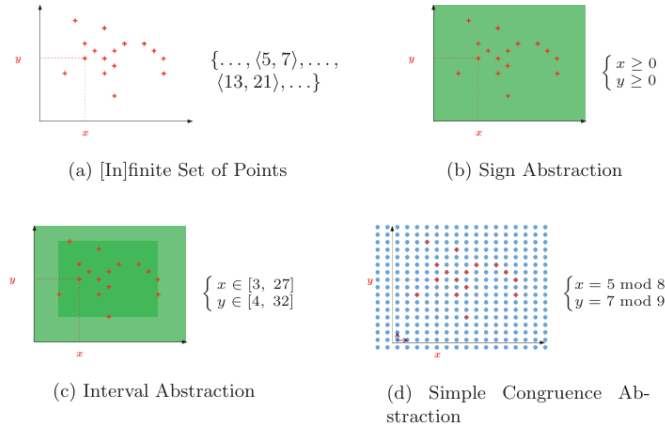 y
x
{..., ⟨5, 7⟩, ...,
⟨13, 21⟩, ...}
(a) [In]finite Set of Points
y
x
{ x ≥ 0
y ≥ 0
(b) Sign Abstraction
y
x
{ x ∈ [3, 27]
y ∈ [4, 32]
(c) Interval Abstraction
y
x
{ x = 5 mod 8
y = 7 mod 9
(d) Simple Congruence Ab-
straction